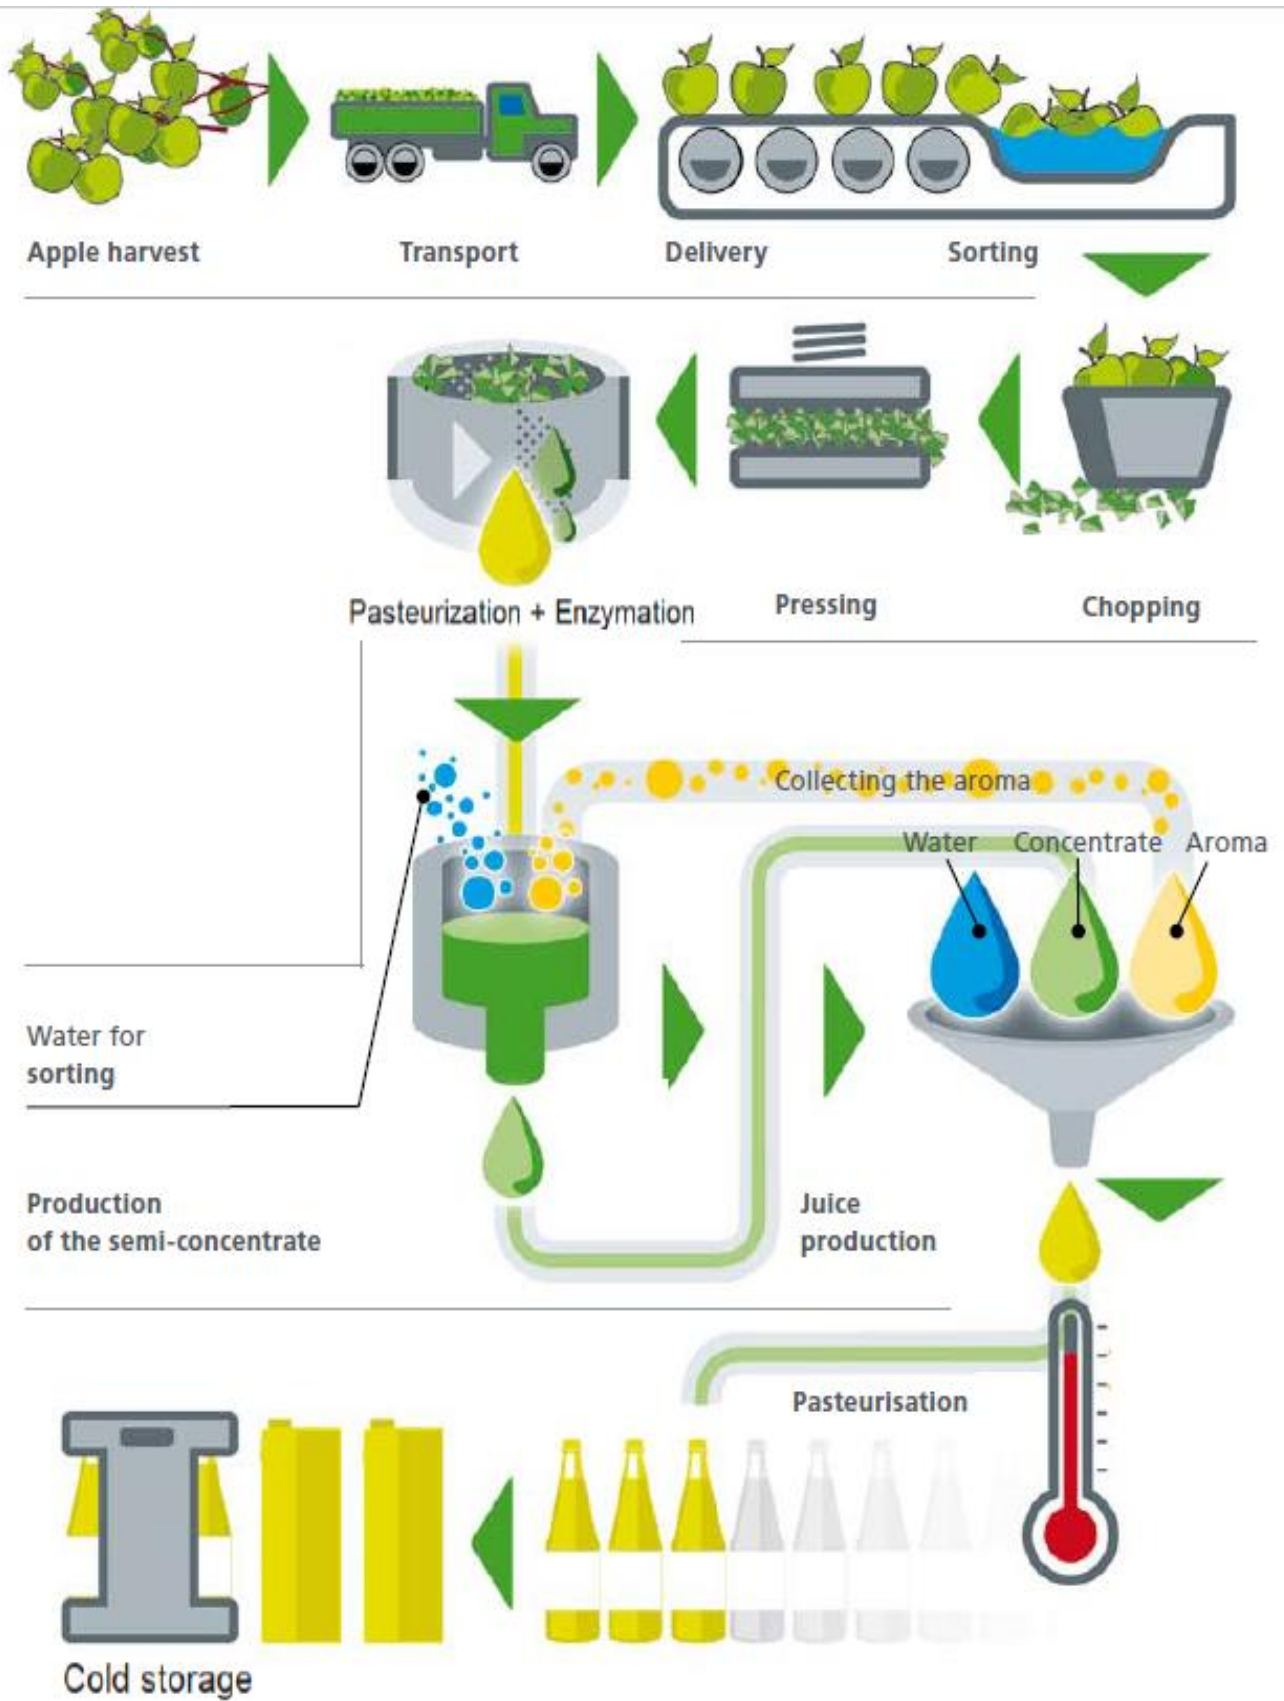 Apple harvest
Transport
Delivery
Sorting
Pasteurization + Enzymation
Pressing
Chopping
Collecting the aroma
Water
Concentrate
Aroma
Water for
sorting
Production
of the semi-concentrate
Juice
production
Pasteurisation
Cold storage